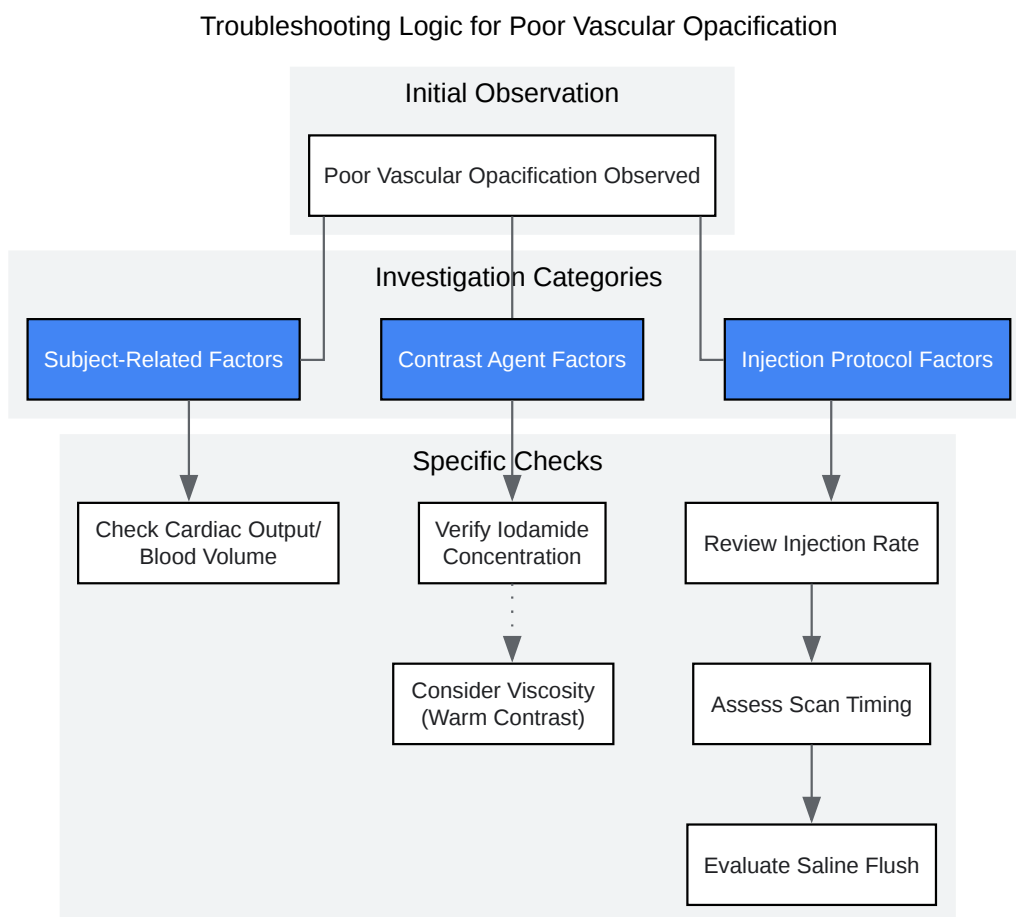 Troubleshooting Logic for Poor Vascular Opacification
Initial Observation
Poor Vascular Opacification Observed
Investigation Categories
Subject-Related Factors
Contrast Agent Factors
Injection Protocol Factors
Specific Checks
Check Cardiac Output/
Blood Volume
Verify Iodamide
Concentration
Review Injection Rate
Consider Viscosity
(Warm Contrast)
Assess Scan Timing
Evaluate Saline Flush